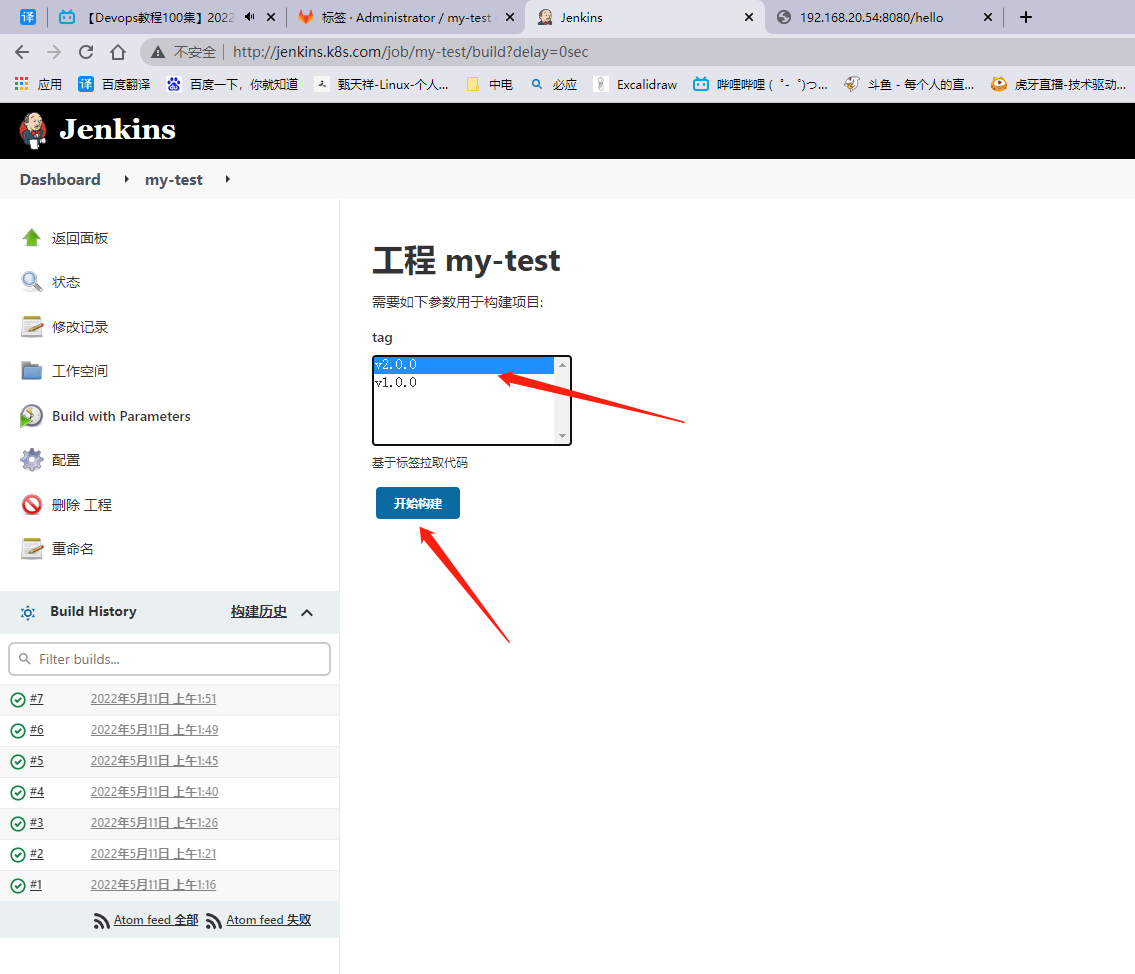 译
【Devops教程100集】2022
标签 · Administrator / my-test
Jenkins
192.168.20.54:8080/hello
不安全
http://jenkins.k8s.com/job/my-test/build?delay=0sec
应用
译 百度翻译
百度一下，你就知道
甄天祥-Linux-个人...
中电
必应
Excalidraw
哔哩哔哩 (゜-゜)つ...
斗鱼 - 每个人的直...
虎牙直播-技术驱动...
Jenkins
Dashboard
my-test
返回面板
状态
修改记录
工作空间
Build with Parameters
配置
删除 工程
重命名
工程 my-test
需要如下参数用于构建项目:
tag
v2.0.0
v1.0.0
基于标签拉取代码
开始构建
Build History 构建历史
Filter builds...
#7 2022年5月11日 上午1:51
#6 2022年5月11日 上午1:49
#5 2022年5月11日 上午1:45
#4 2022年5月11日 上午1:40
#3 2022年5月11日 上午1:26
#2 2022年5月11日 上午1:21
#1 2022年5月11日 上午1:16
Atom feed 全部 Atom feed 失败